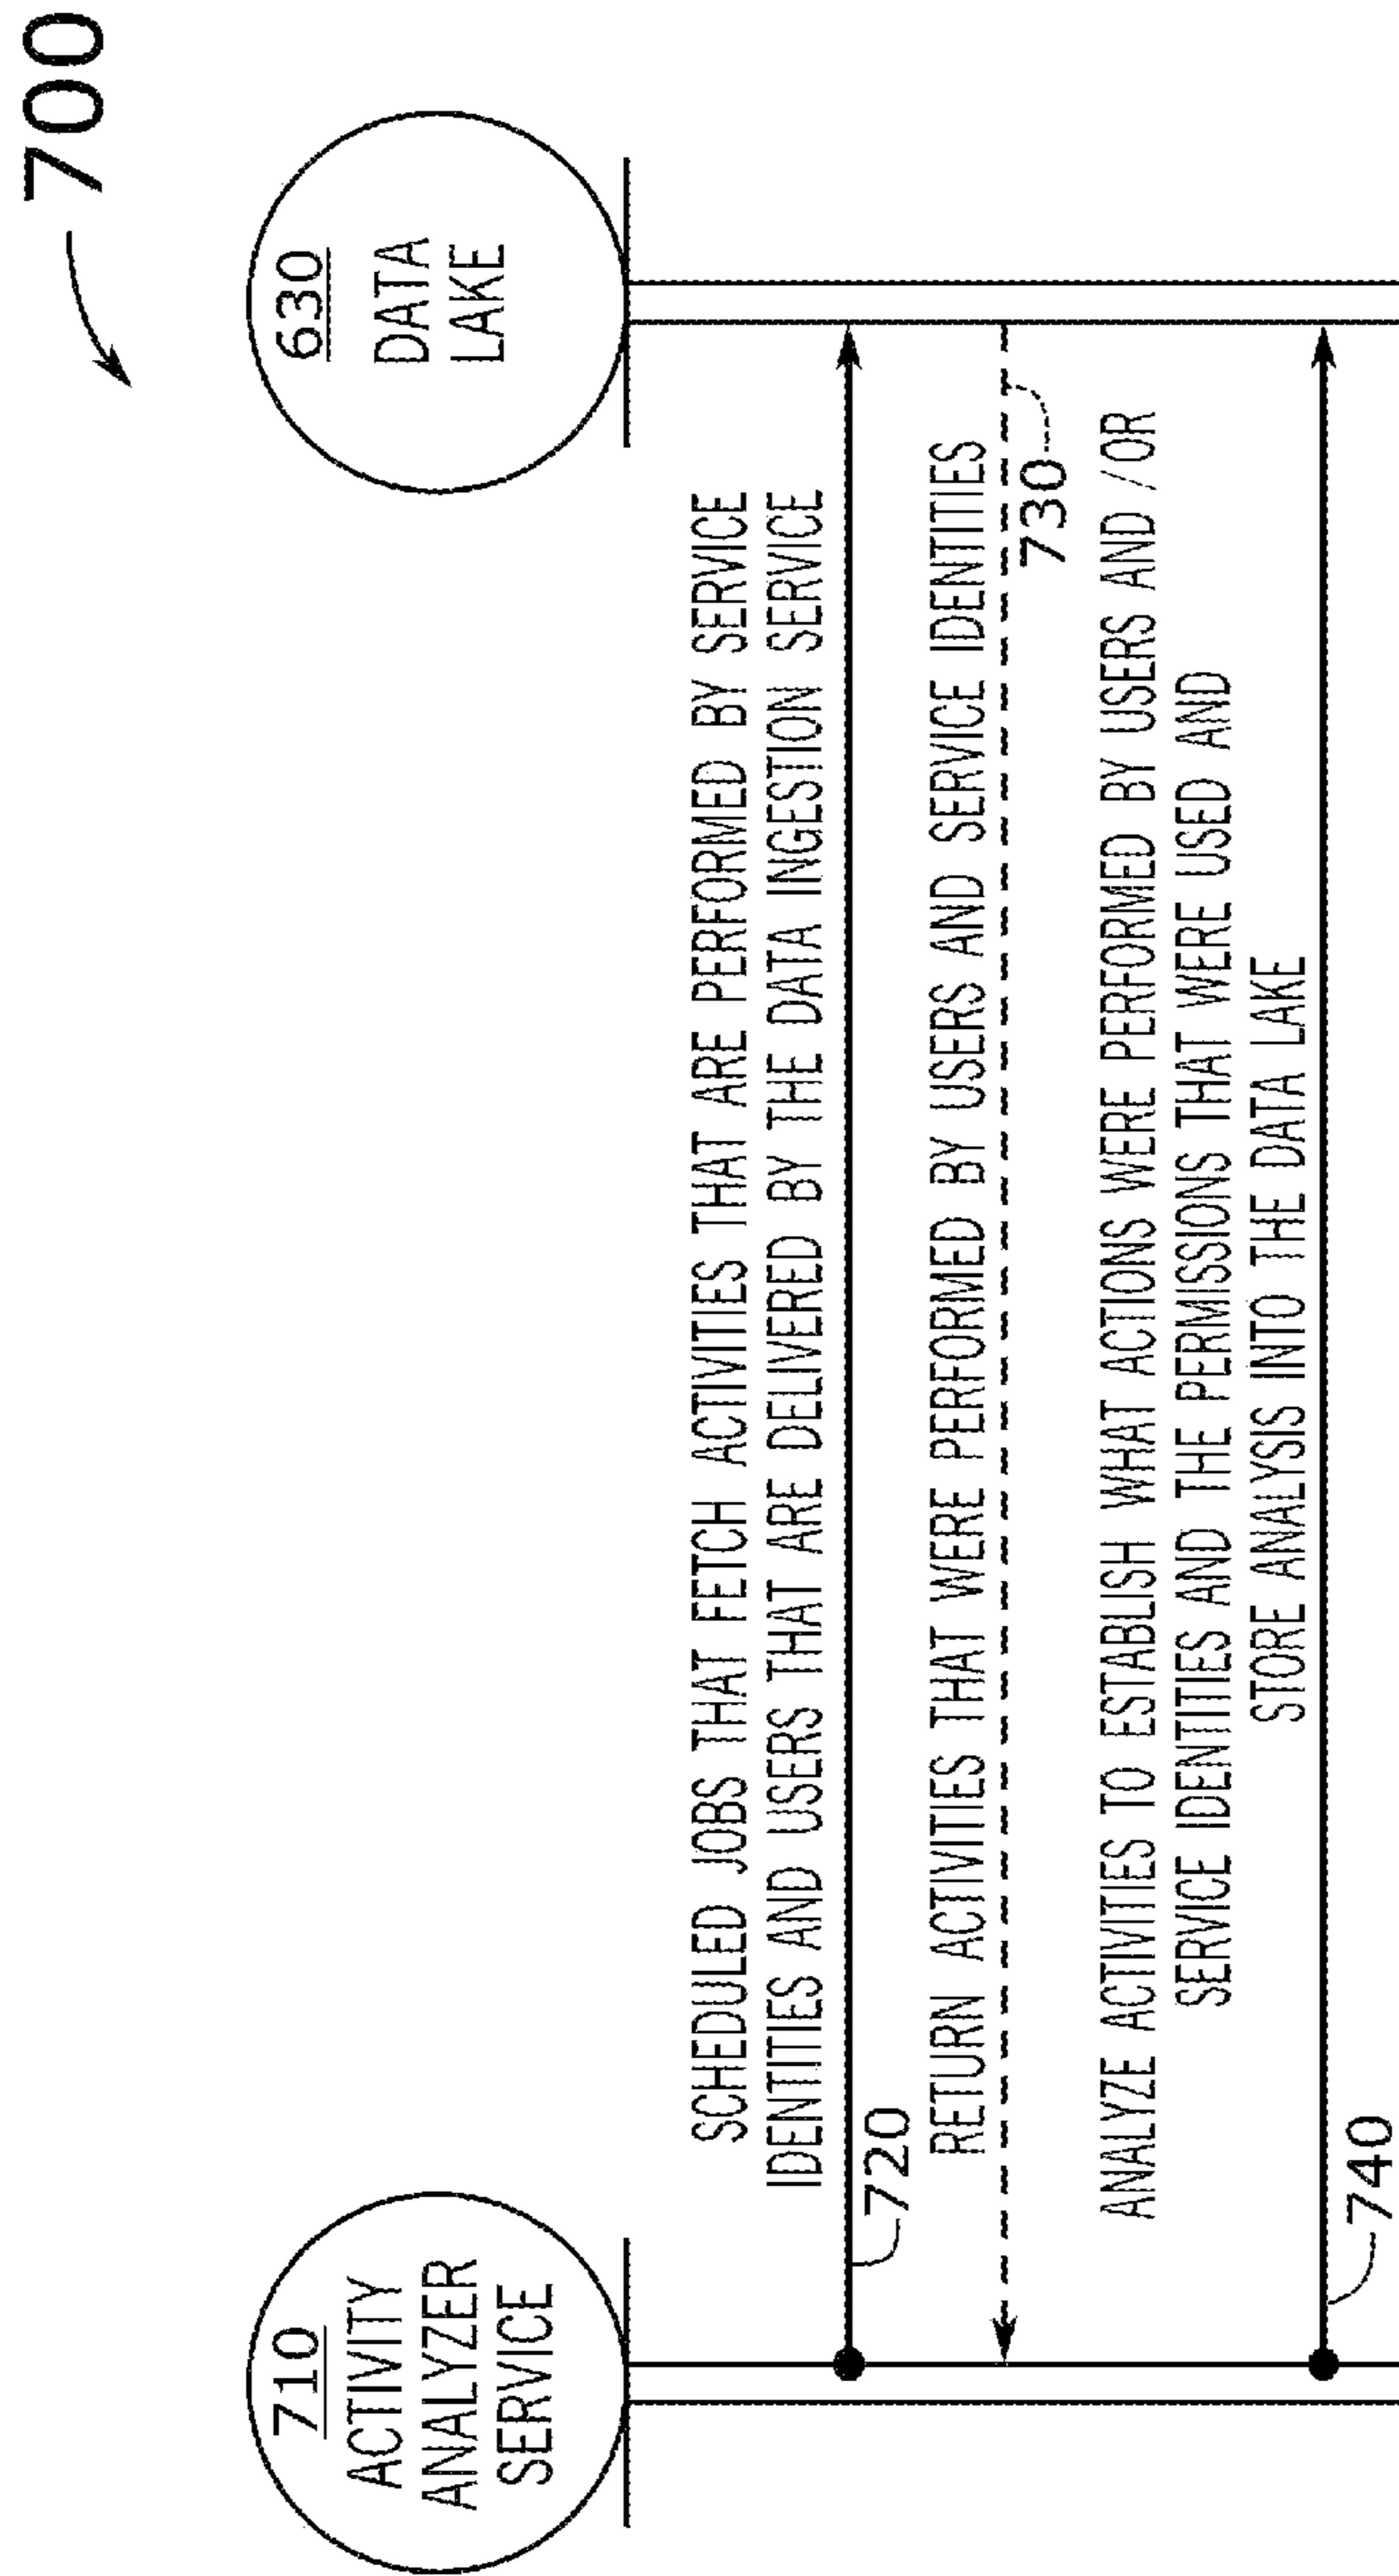 700
710
ACTIVITY
ANALYZER
SERVICE
630
DATA
LAKE
SCHEDULED JOBS THAT FETCH ACTIVITIES THAT ARE PERFORMED BY SERVICE
IDENTITIES AND USERS THAT ARE DELIVERED BY THE DATA INGESTION SERVICE
720
RETURN ACTIVITIES THAT WERE PERFORMED BY USERS AND SERVICE IDENTITIES
730
ANALYZE ACTIVITIES TO ESTABLISH WHAT ACTIONS WERE PERFORMED BY USERS AND /OR
SERVICE IDENTITIES AND THE PERMISSIONS THAT WERE USED AND
STORE ANALYSIS INTO THE DATA LAKE
740